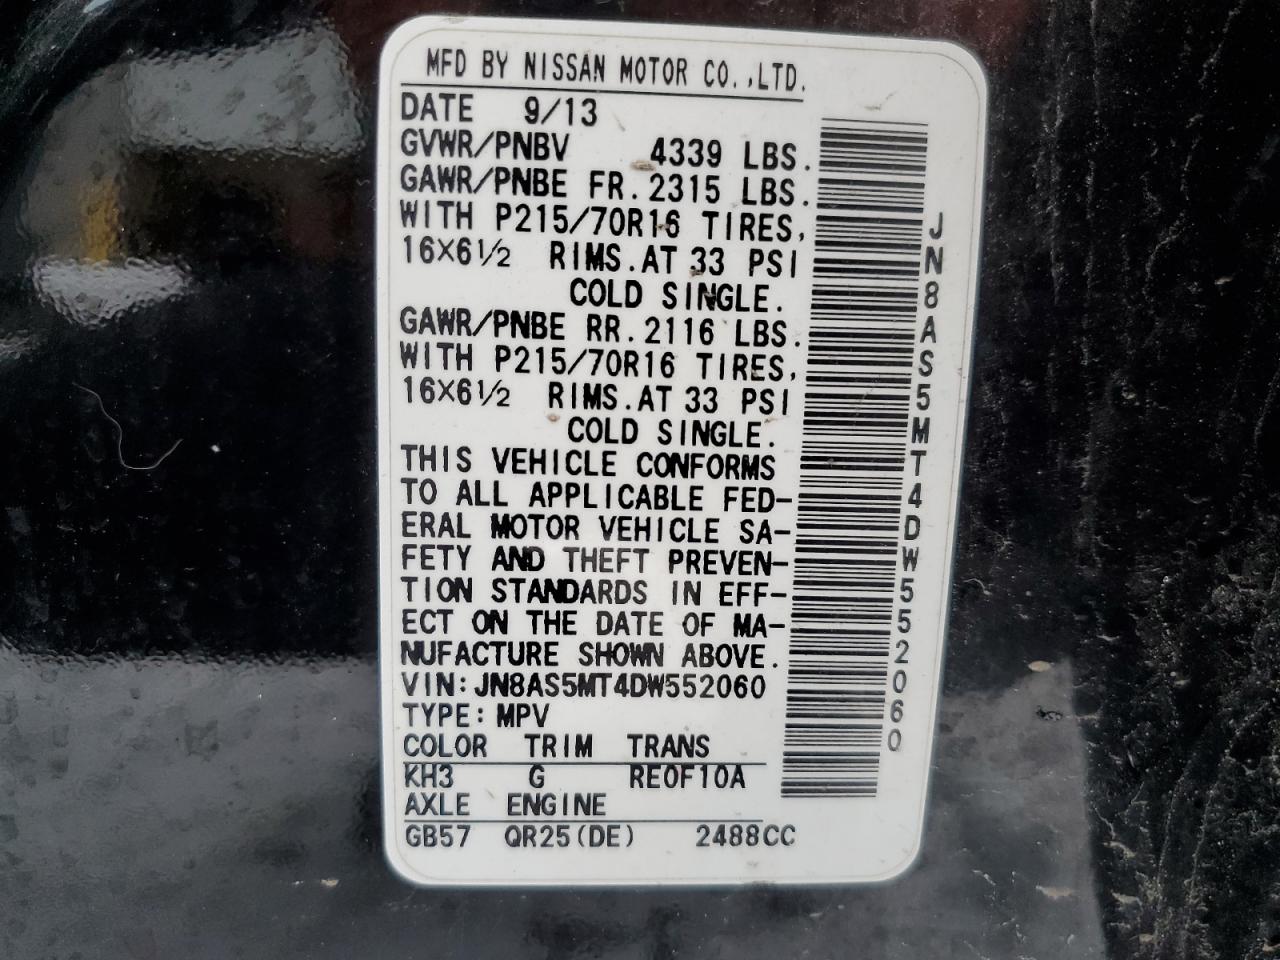 MFD BY NISSAN MOTOR CO.,LTD.
DATE 9/13
GVWR/PNBV 4339 LBS.
GAWR/PNBE FR. 2315 LBS.
WITH P215/70R16 TIRES,
16X6½ RIMS.AT 33 PSI
COLD SINGLE.
GAWR/PNBE RR. 2116 LBS.
WITH P215/70R16 TIRES,
16X6½ RIMS.AT 33 PSI
COLD SINGLE.
THIS VEHICLE CONFORMS
TO ALL APPLICABLE FED-
ERAL MOTOR VEHICLE SA-
FETY AND THEFT PREVEN-
TION STANDARDS IN EFF-
ECT ON THE DATE OF MA-
NUFACTURE SHOWN ABOVE.
VIN: JN8AS5MT4DW552060
TYPE: MPV
COLOR TRIM TRANS
KH3 G RE0F10A
AXLE ENGINE
GB57 QR25(DE) 2488CC
JN8AS5MT4DW552060